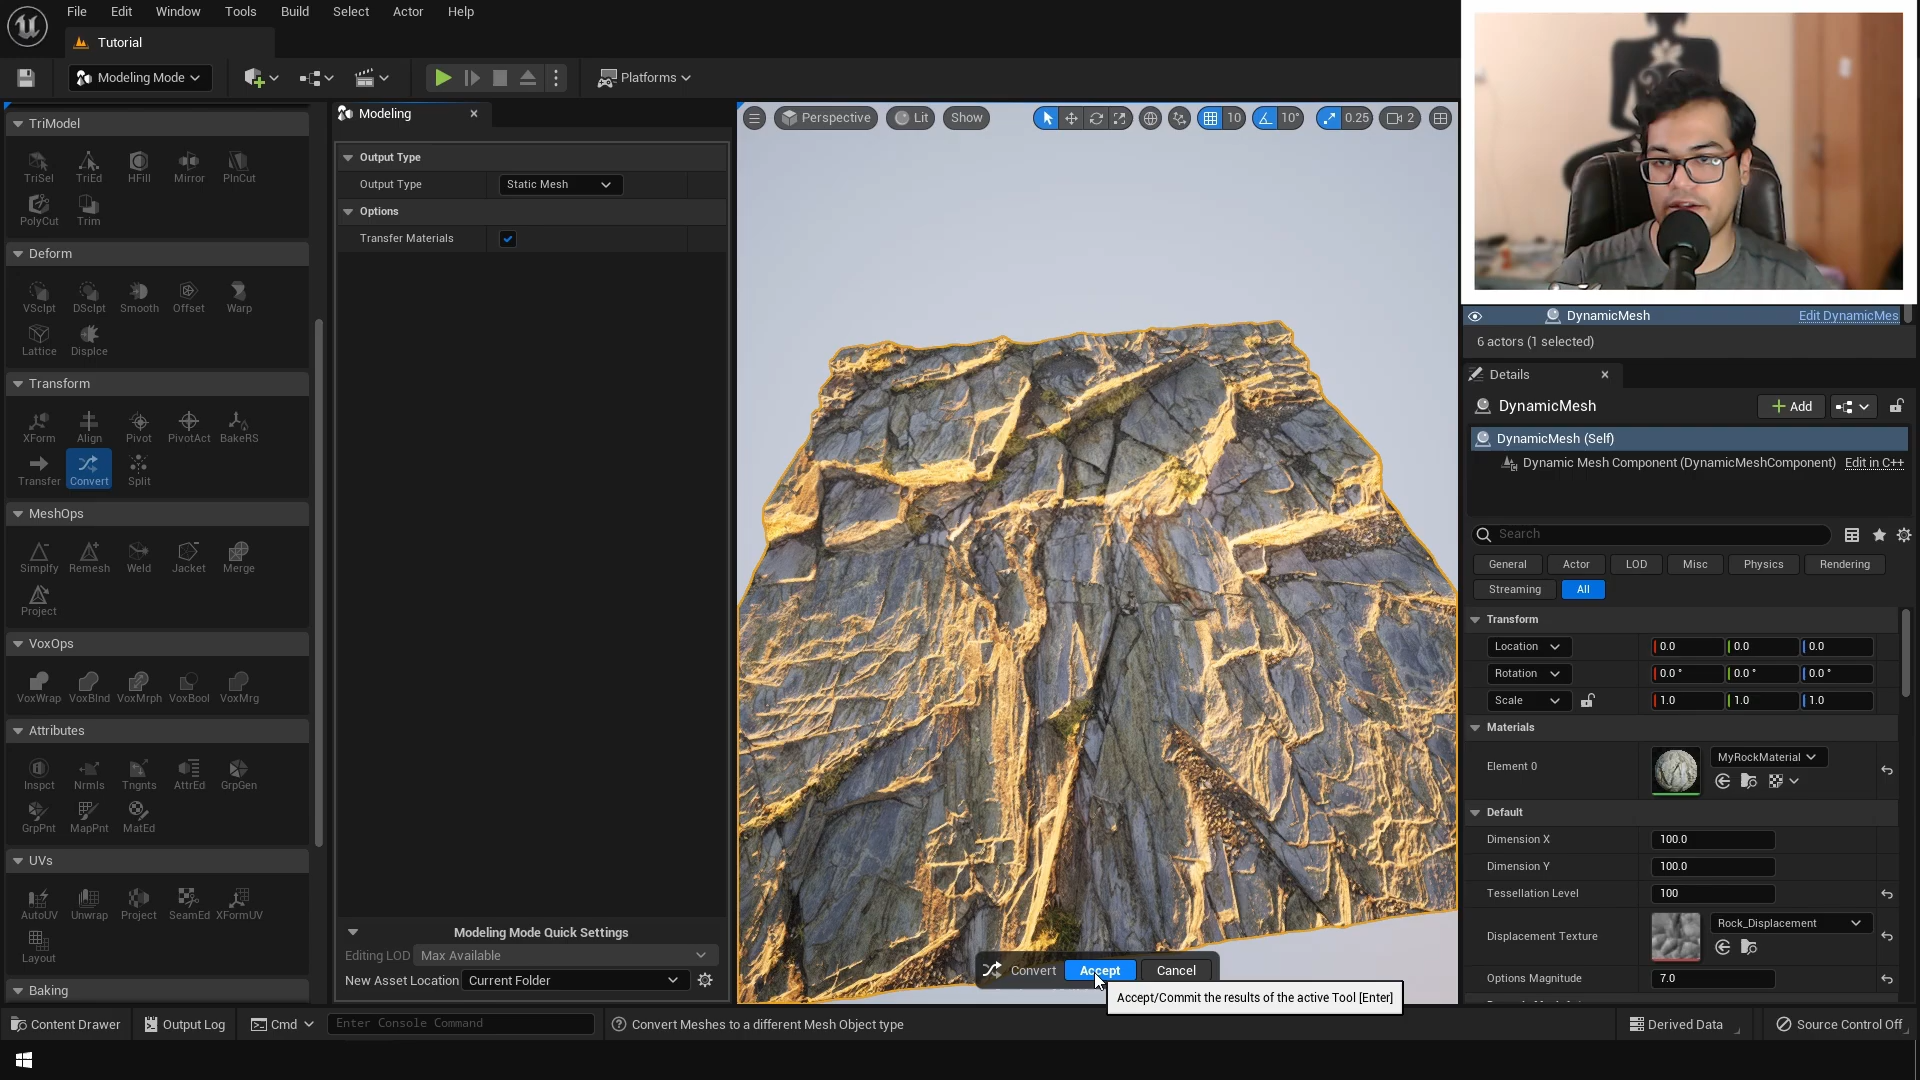 File Edit Window Tools Build Select Actor Help
Tutorial
Modeling Mode Platforms
TriModel
TriSel TriEd HFill Mirror PlnCut
PolyCut Trim
Deform
VSclpt DSclpt Smooth Offset Warp
Lattice Displce
Transform
XForm Align Pivot PivotAct BakeRS
Transfer Convert Split
MeshOps
Simplfy Remesh Weld Jacket Merge
Project
VoxOps
VoxWrap VoxBlnd VoxMrph VoxBool VoxMrg
Attributes
Inspct Nrmls Tngnts AttrEd GrpGen
GrpPnt MapPnt MatEd
UVs
AutoUV Unwrap Project SeamEd XFormUV
Layout
Baking
Modeling
Output Type
Output Type Static Mesh
Options
Transfer Materials
Modeling Mode Quick Settings
Editing LOD Max Available
New Asset Location Current Folder
Perspective Lit Show 10 10° 0.25 2
Convert Accept Cancel
Accept/Commit the results of the active Tool [Enter]
DynamicMesh Edit DynamicMes
6 actors (1 selected)
Details
DynamicMesh Add
DynamicMesh (Self)
Dynamic Mesh Component (DynamicMeshComponent) Edit in C++
Search
General Actor LOD Misc Physics Rendering
Streaming All
Transform
Location 0.0 0.0 0.0
Rotation 0.0 ° 0.0 ° 0.0 °
Scale 1.0 1.0 1.0
Materials
Element 0 MyRockMaterial
Default
Dimension X 100.0
Dimension Y 100.0
Tessellation Level 100
Displacement Texture Rock_Displacement
Options Magnitude 7.0
Content Drawer Output Log Cmd Enter Console Command Convert Meshes to a different Mesh Object type Derived Data Source Control Off